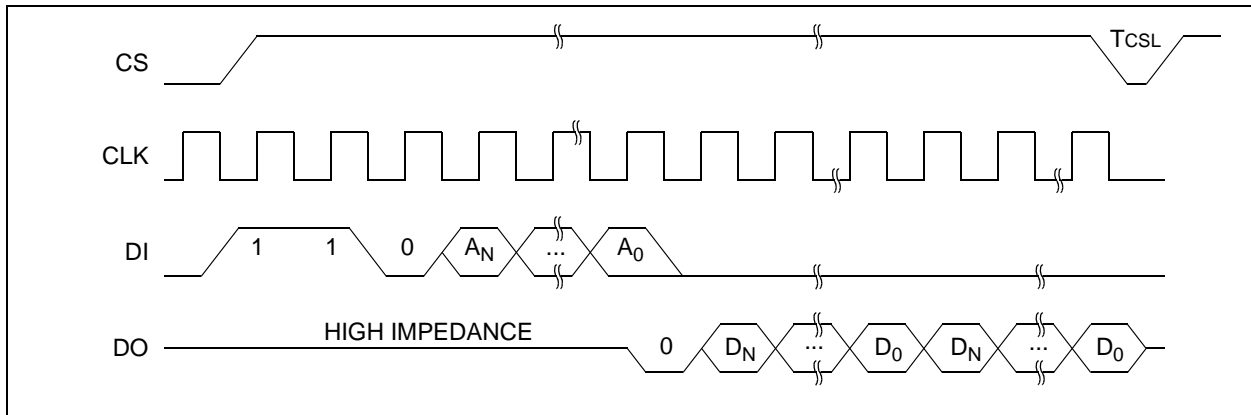 CS TCSL
CLK
DI 1 1 0 AN ... A0
HIGH IMPEDANCE
DO 0 DN ... D0 DN ... D0